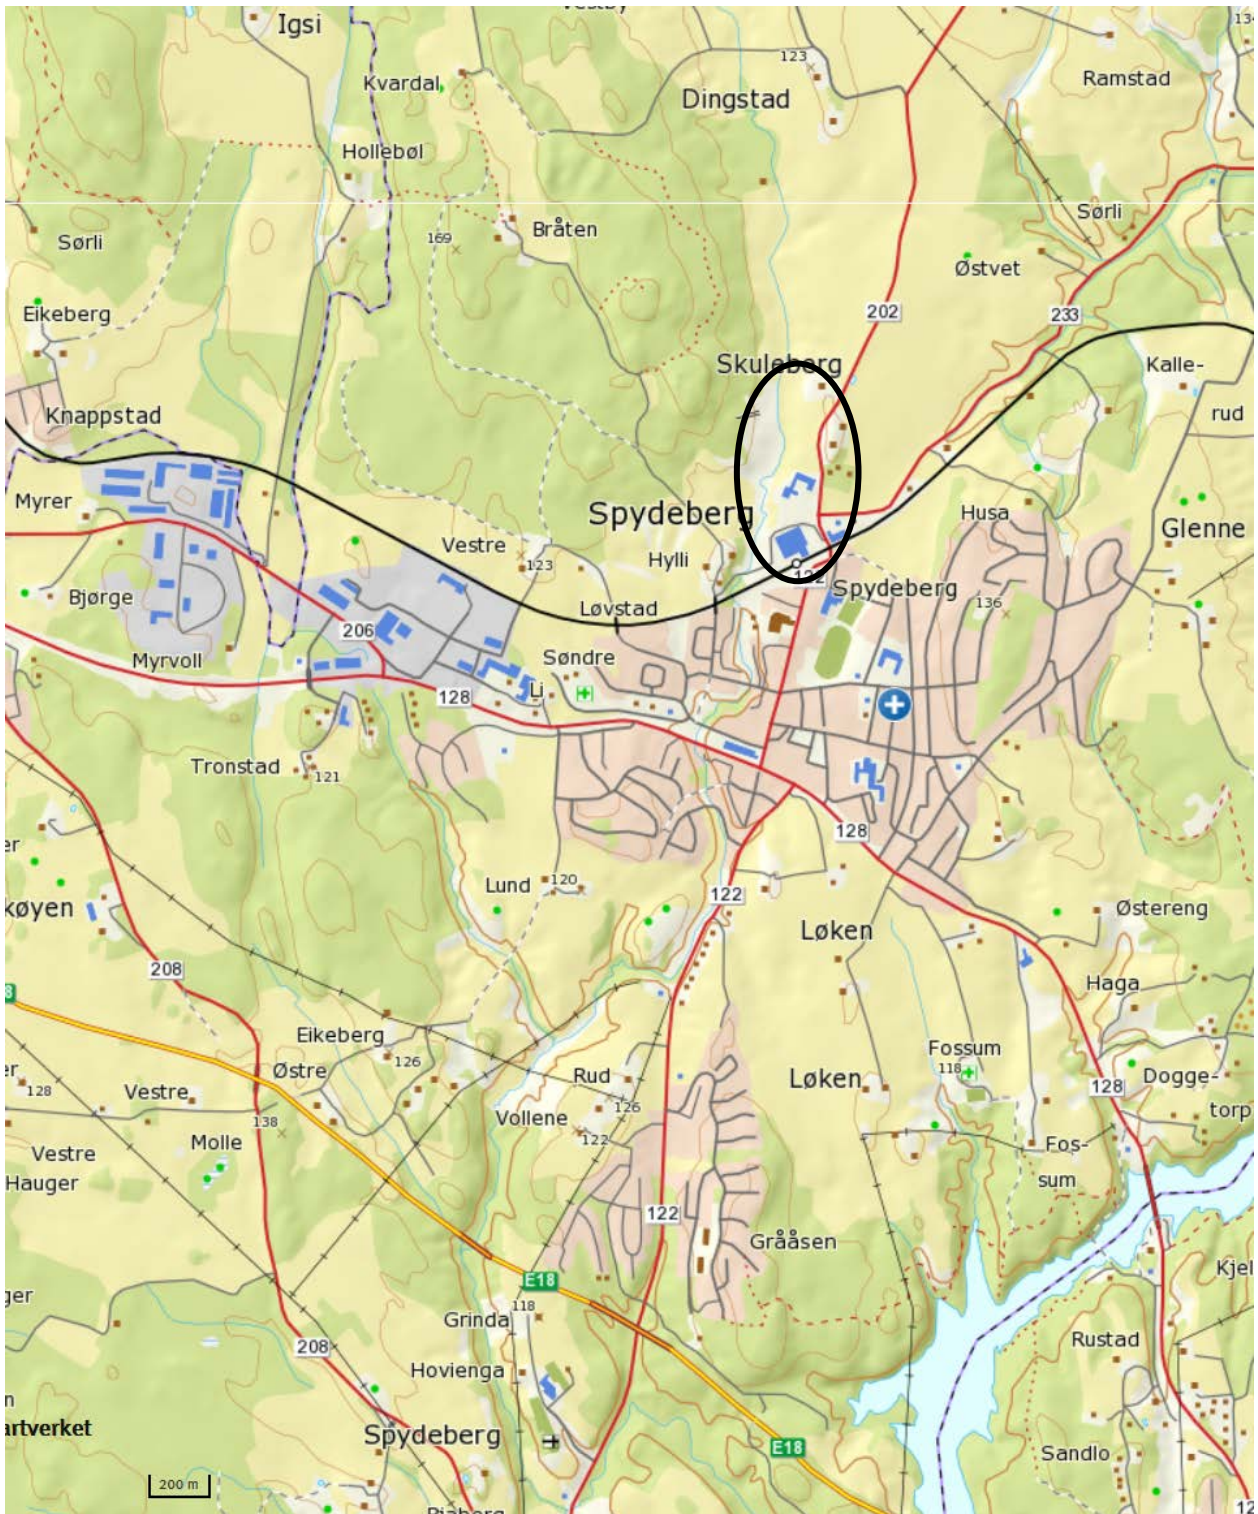 Igsi
Vestby
Kvardal
123
Dingstad
Ramstad
Hollebøl
Sørli
169
Bråten
Sørli
Østvet
Eikeberg
202
233
Skuleberg
Kalle-
rud
Knappstad
Spydeberg
Husa
Glenne
Myrer
Vestre
123
Hylli
122
Spydeberg
136
Bjørge
Løvstad
206
Myrvoll
Søndre
Li
128
Tronstad
121
128
Lund
120
122
køyen
Løken
Østereng
208
Haga
Eikeberg
126
Østre
Fossum
118
Rud
Løken
128
Dogge-
torp
128
Vestre
126
Vollene
122
138
Molle
Fos-
sum
Vestre
Hauger
122
Grååsen
E18
Kjel
ger
118
Grinda
208
Rustad
Hovienga
artverket
Spydeberg
E18
Sandlo
200 m